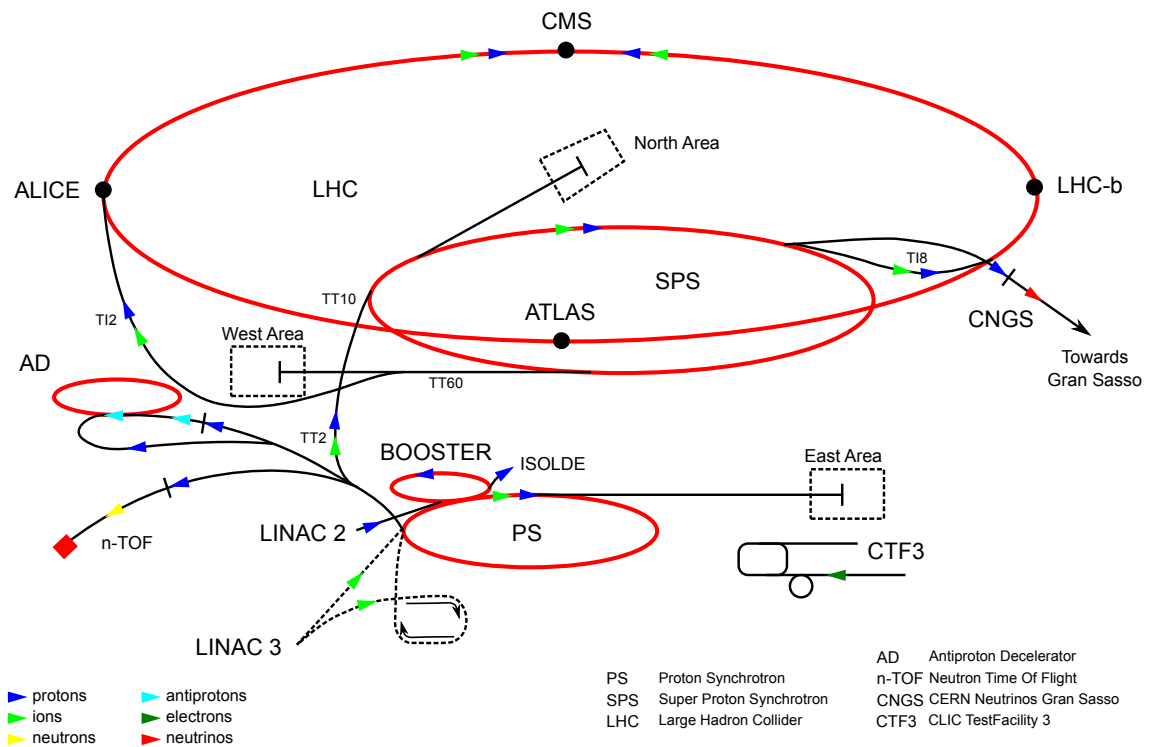 CMS
North Area
ALICE
LHC
LHC-b
TI8
SPS
TT10
ATLAS
CNGS
TI2
West Area
Towards
Gran Sasso
AD
TT60
TT2
BOOSTER
ISOLDE
East Area
LINAC 2
PS
n-TOF
CTF3
LINAC 3
protons
ions
neutrons
antiprotons
electrons
neutrinos
PS Proton Synchrotron
SPS Super Proton Synchrotron
LHC Large Hadron Collider
AD Antiproton Decelerator
n-TOF Neutron Time Of Flight
CNGS CERN Neutrinos Gran Sasso
CTF3 CLIC TestFacility 3